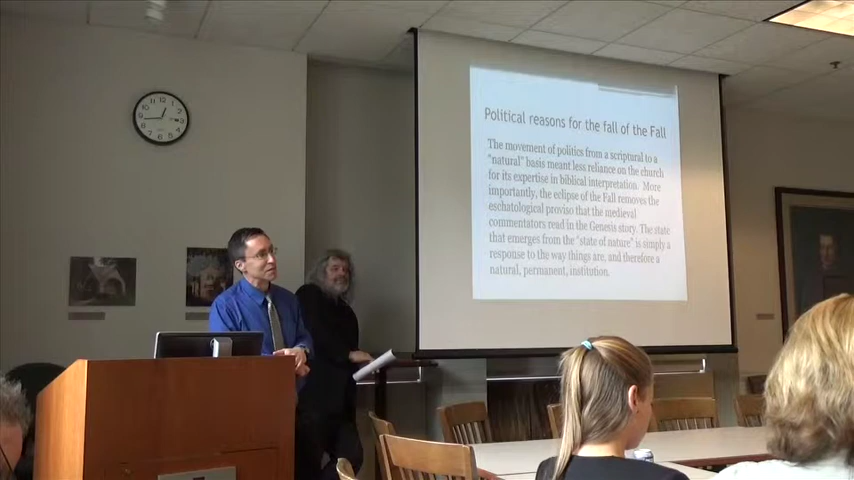 Political reasons for the fall of the Fall
The movement of politics from a scriptural to a
"natural" basis meant less reliance on the church
for its expertise in biblical interpretation. More
importantly, the eclipse of the Fall removes the
eschatological proviso that the medieval
commentators read in the Genesis story. The state
that emerges from the "state of nature" is simply a
response to the way things are, and therefore a
natural, permanent, institution.